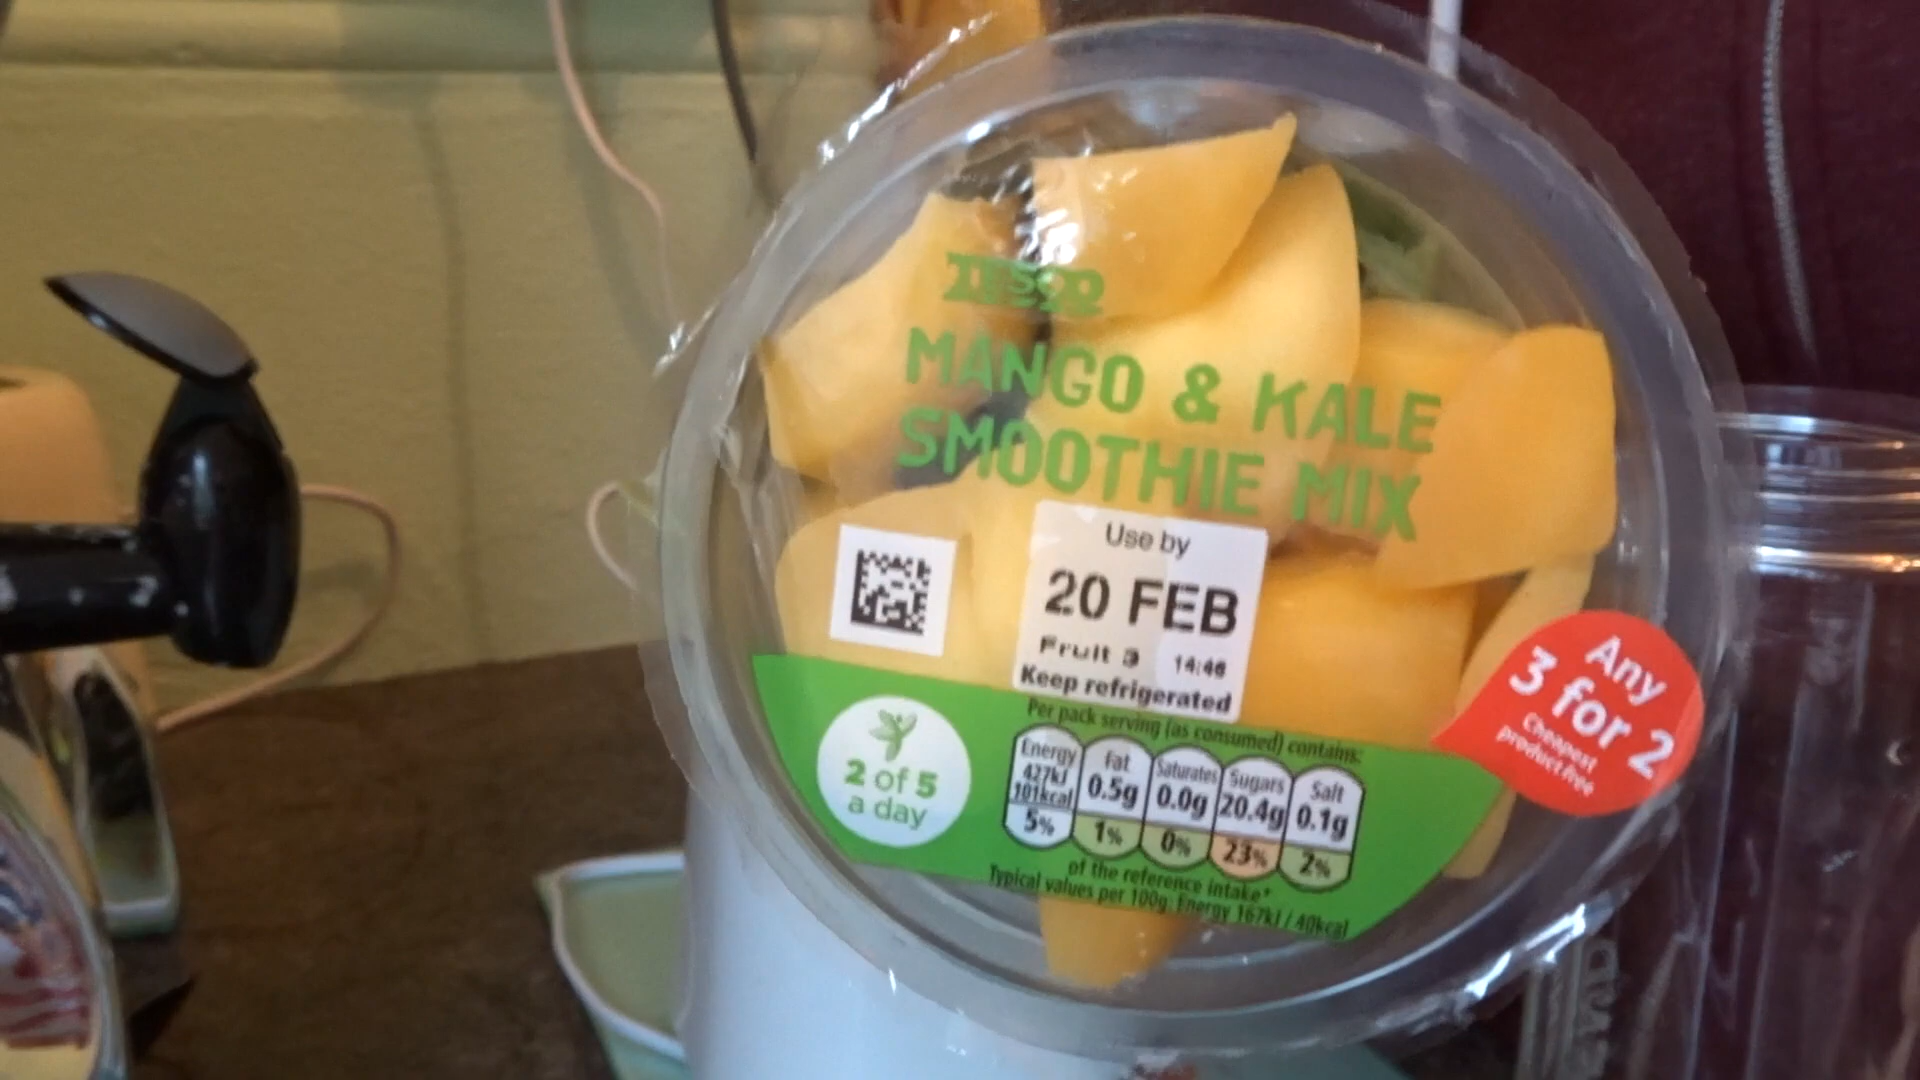 TESCO
MANGO & KALE
SMOOTHIE MIX
Use by
20 FEB
Fruit 3 14:46
Keep refrigerated
Any
3 for 2
Cheapest
product free
2 of 5
a day
Per pack serving (as consumed) contains:
Energy
427kJ
101kcal
5%
Fat
0.5g
1%
Saturates
0.0g
0%
Sugars
20.4g
23%
Salt
0.1g
2%
of the reference intake*
Typical values per 100g: Energy 167kJ / 40kcal